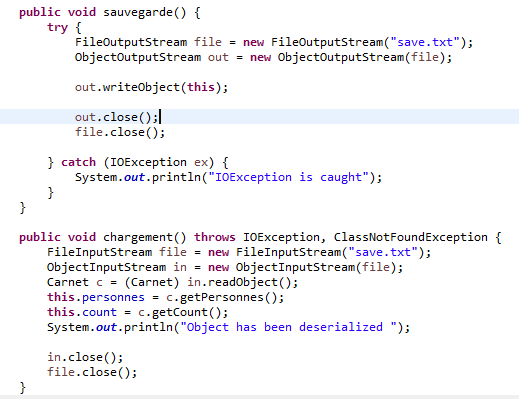 public void sauvegarde() {
try {
FileOutputStream file = new FileOutputStream("save.txt");
ObjectOutputStream out = new ObjectOutputStream(file);
out.writeObject(this);
out.close();
file.close();
} catch (IOException ex) {
System.out.println("IOException is caught");
}
}
public void chargement() throws IOException, ClassNotFoundException {
FileInputStream file = new FileInputStream("save.txt");
ObjectInputStream in = new ObjectInputStream(file);
Carnet c = (Carnet) in.readObject();
this.personnes = c.getPersonnes();
this.count = c.getCount();
System.out.println("Object has been deserialized ");
in.close();
file.close();
}